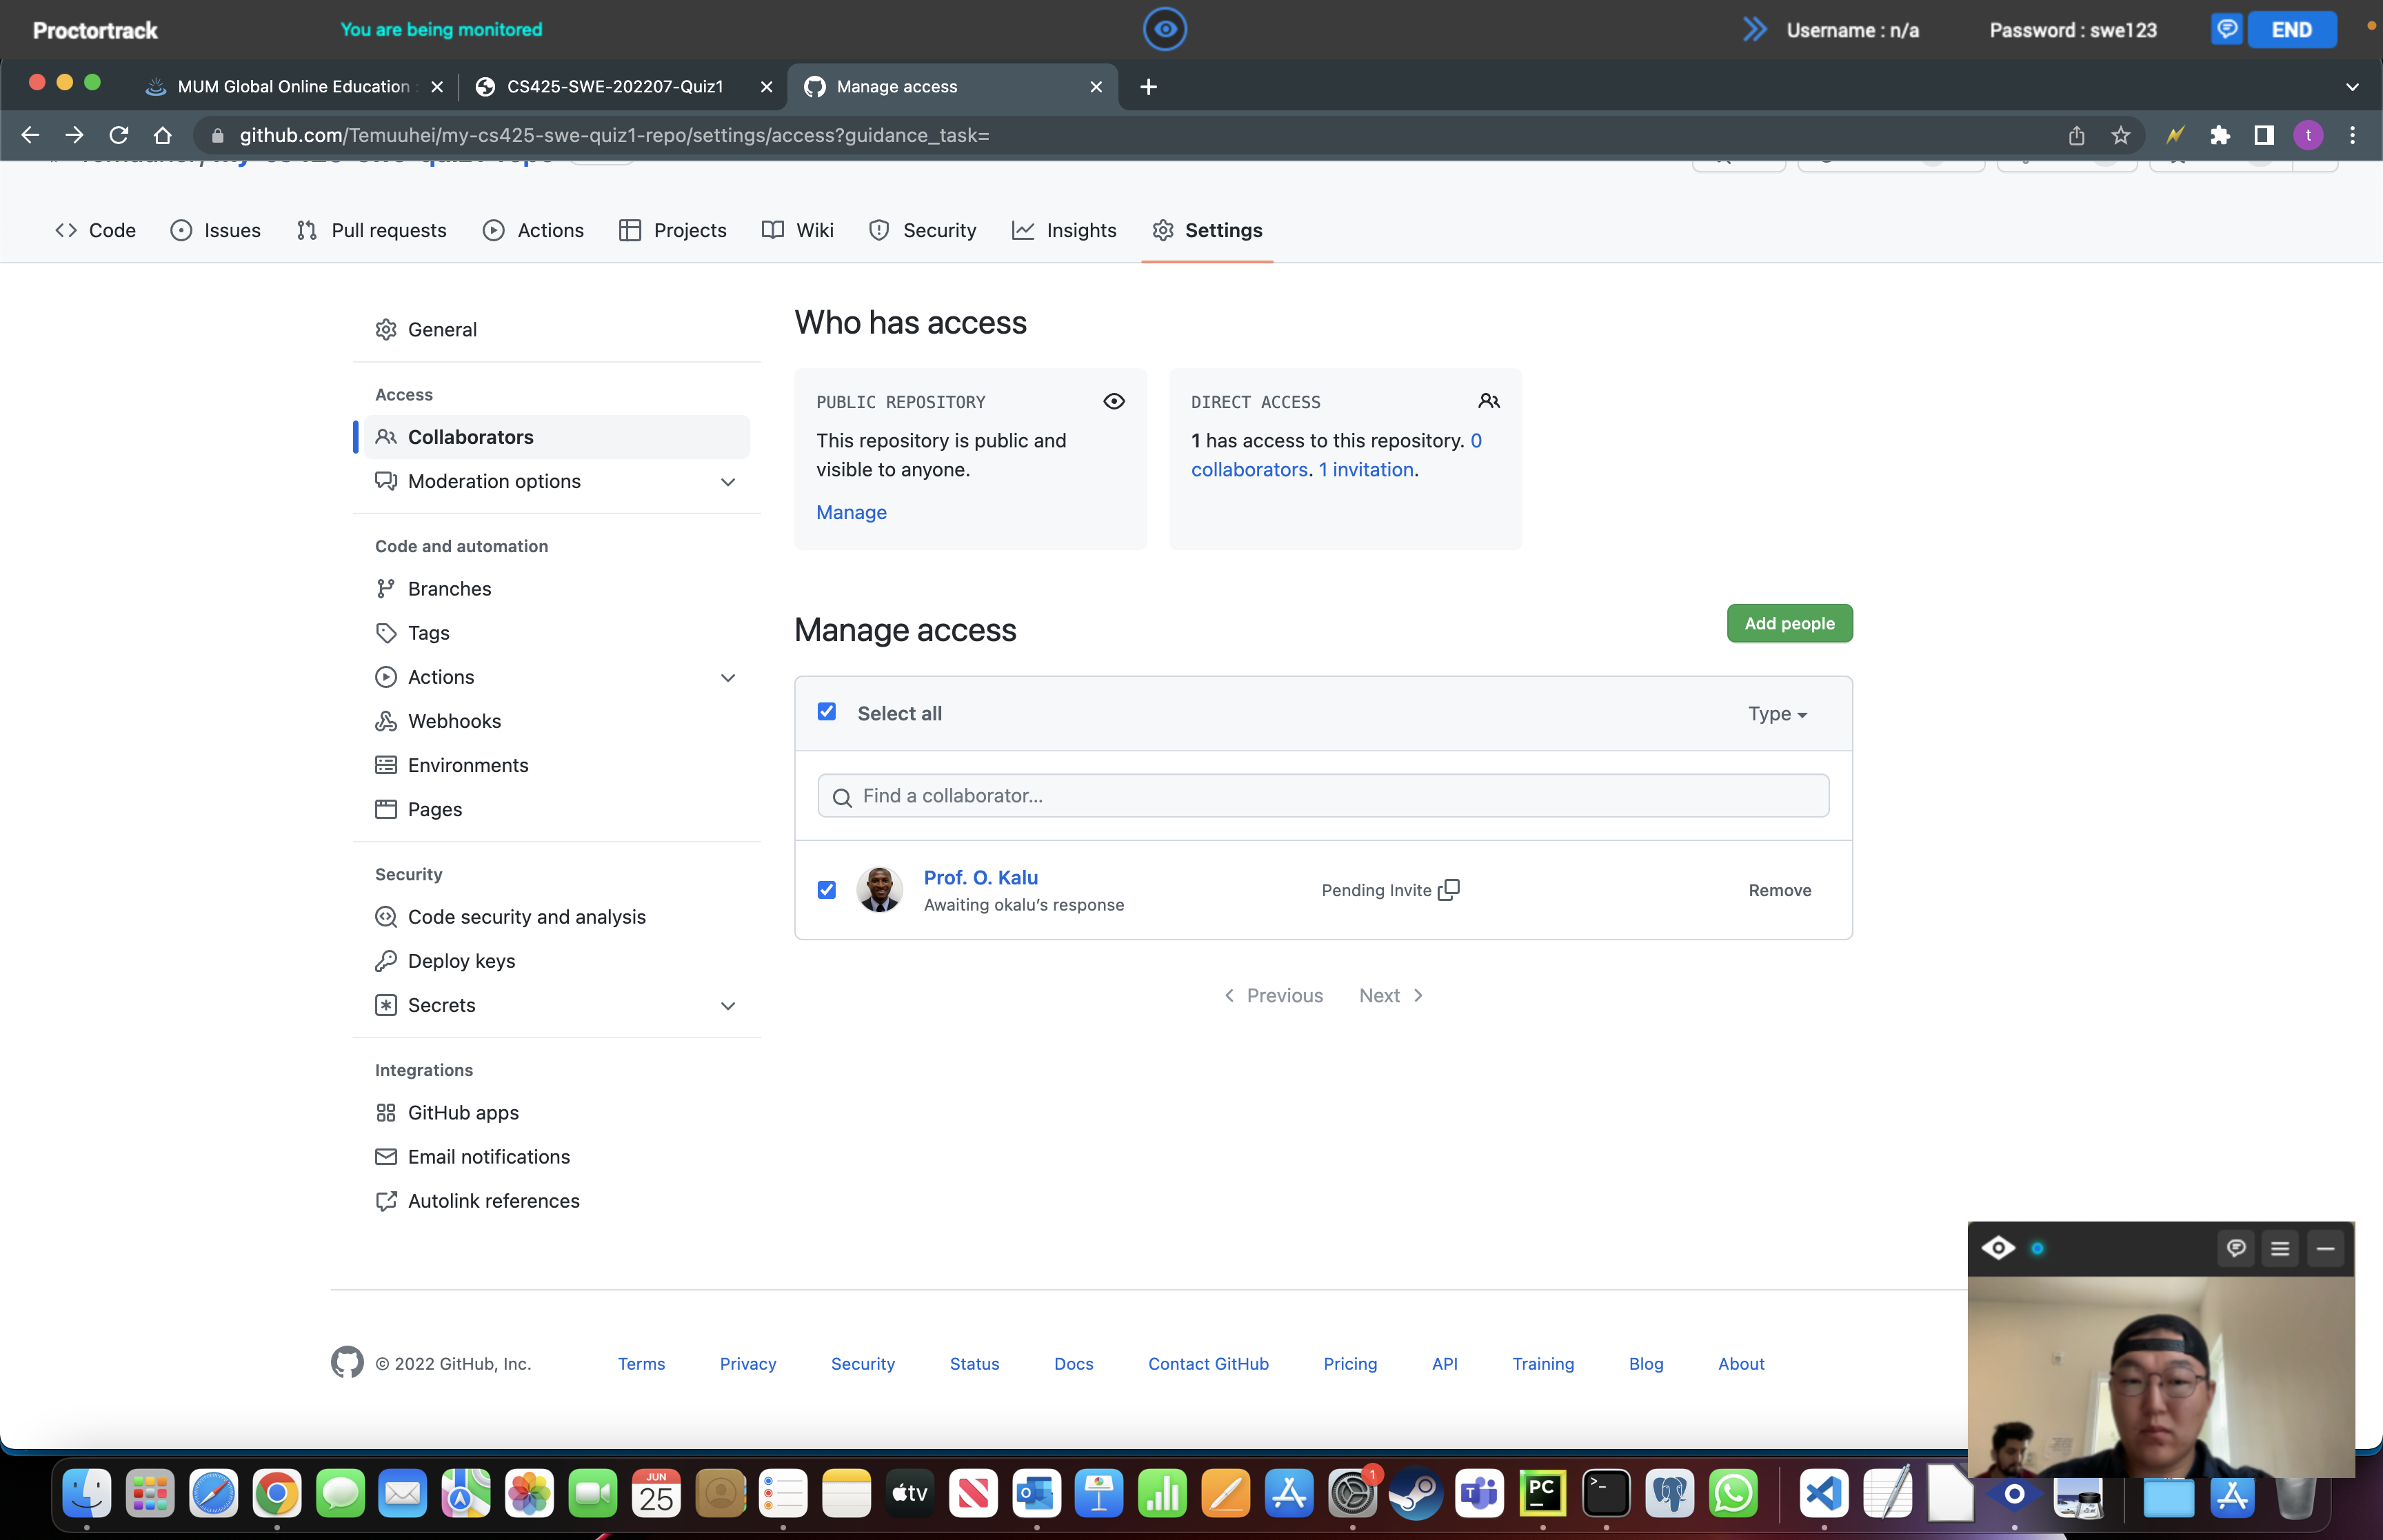 Proctortrack
You are being monitored
Username : n/a
Password : swe123
END
MUM Global Online Education
CS425-SWE-202207-Quiz1
Manage access
github.com/Temuuhei/my-cs425-swe-quiz1-repo/settings/access?guidance_task=
t
Code
Issues
Pull requests
Actions
Projects
Wiki
Security
Insights
Settings
General
Access
Collaborators
Moderation options
Code and automation
Branches
Tags
Actions
Webhooks
Environments
Pages
Security
Code security and analysis
Deploy keys
Secrets
Integrations
GitHub apps
Email notifications
Autolink references
Who has access
PUBLIC REPOSITORY
This repository is public and
visible to anyone.
Manage
DIRECT ACCESS
1 has access to this repository. 0
collaborators. 1 invitation.
Manage access
Add people
Select all
Type
Find a collaborator...
Prof. O. Kalu
Awaiting okalu's response
Pending Invite
Remove
Previous
Next
© 2022 GitHub, Inc.
Terms
Privacy
Security
Status
Docs
Contact GitHub
Pricing
API
Training
Blog
About
JUN
25
tv
1
PC